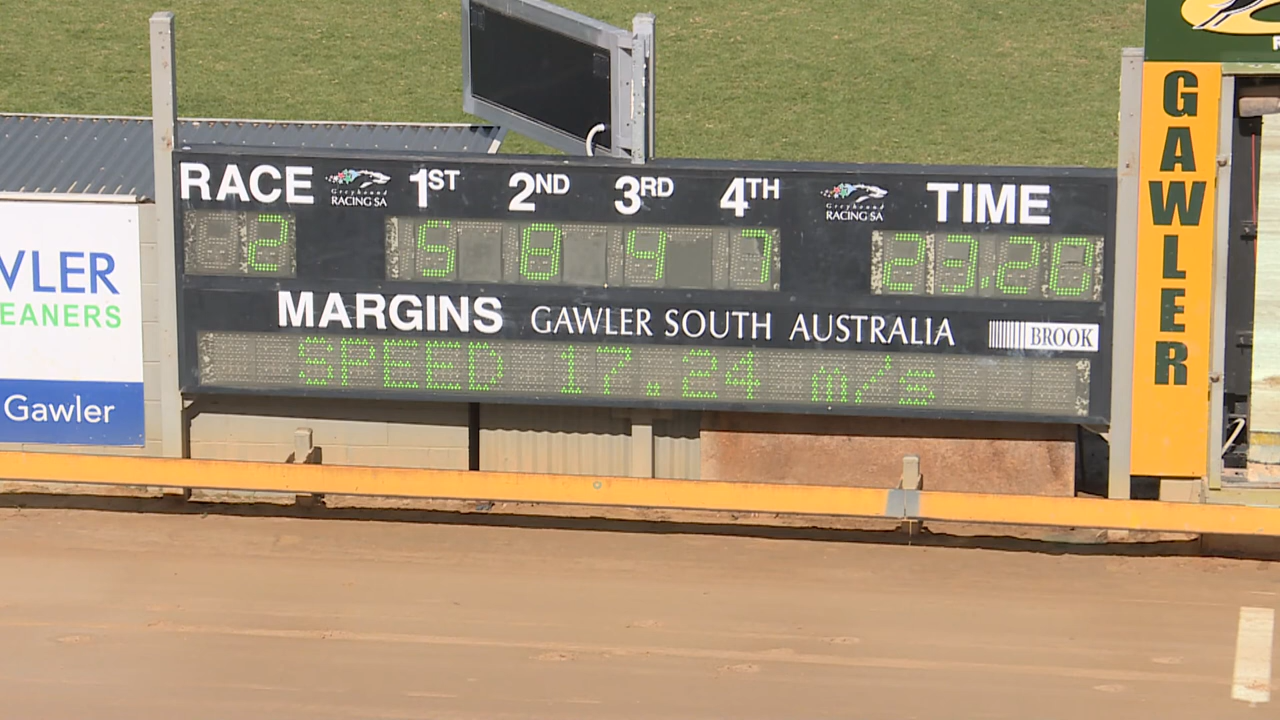 RACE
Greyhound
RACING SA
1ST 2ND 3RD 4TH
Greyhound
RACING SA
TIME
2 5 8 4 7 23.20
MARGINS GAWLER SOUTH AUSTRALIA BROOK
SPEED 17.24 m/s
VLER
EANERS
Gawler
GAWLER